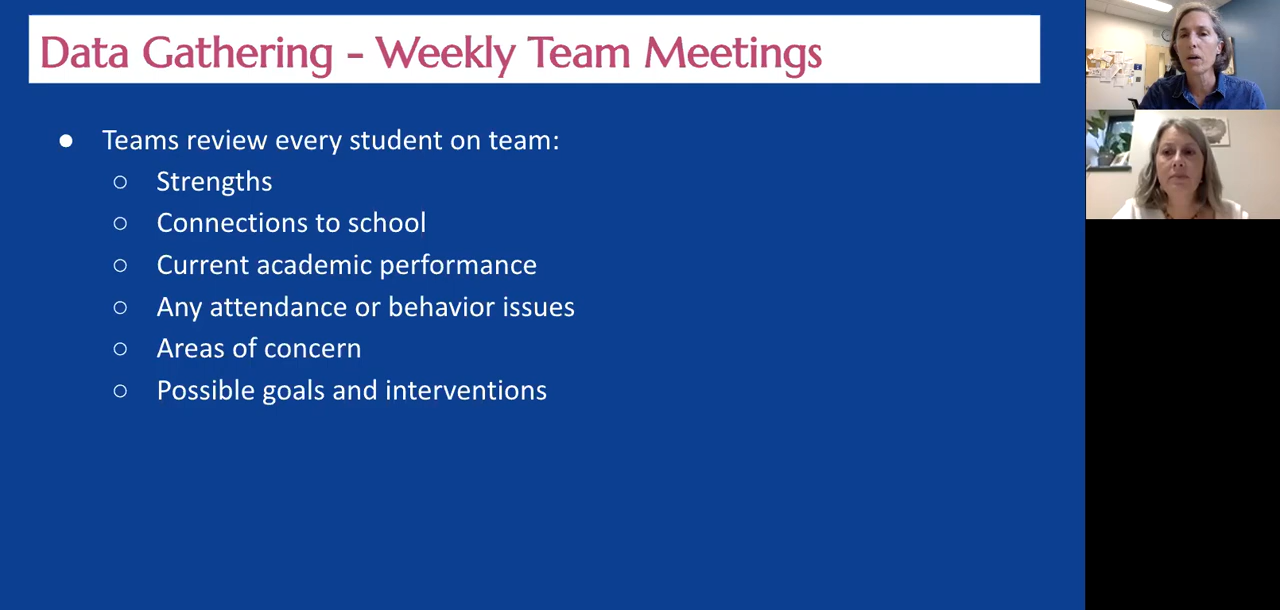 Data Gathering - Weekly Team Meetings
● Teams review every student on team:
○ Strengths
○ Connections to school
○ Current academic performance
○ Any attendance or behavior issues
○ Areas of concern
○ Possible goals and interventions